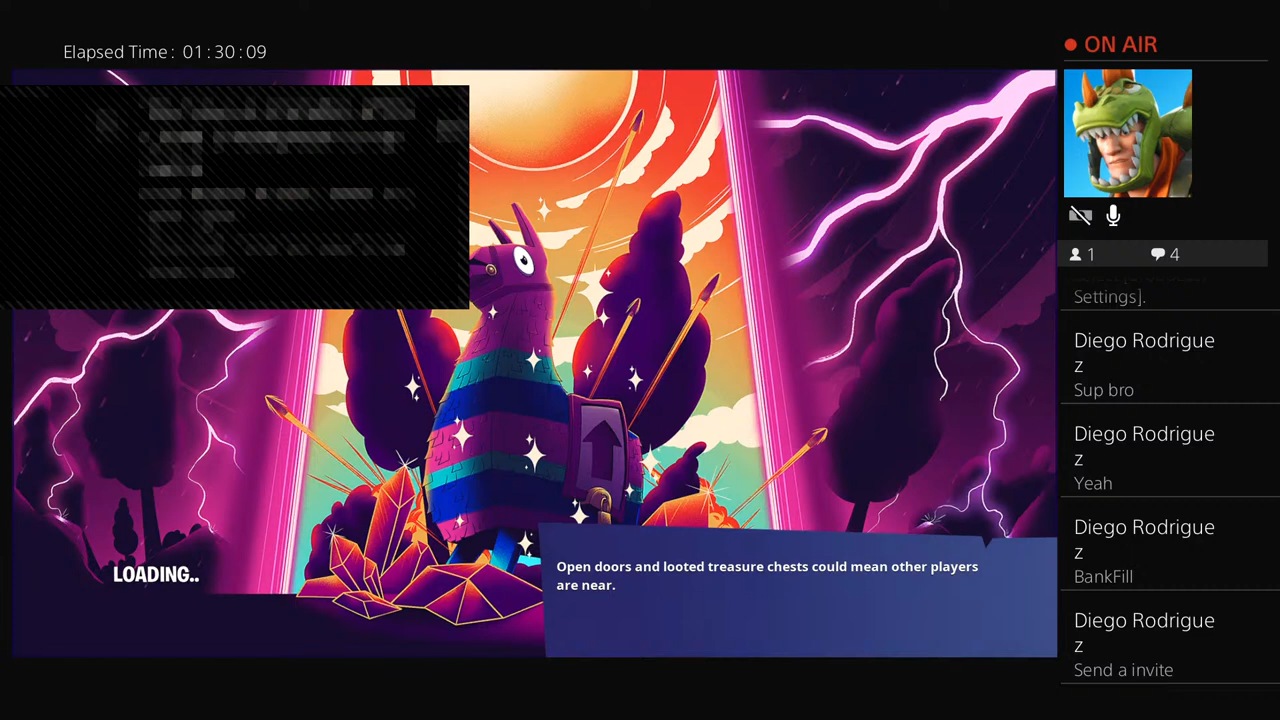 Elapsed Time: 01:30:09
ON AIR
1 4
Settings].
Diego Rodrigue
z
Sup bro
Diego Rodrigue
z
Yeah
Diego Rodrigue
z
BankFill
Diego Rodrigue
z
Send a invite
LOADING..
Open doors and looted treasure chests could mean other players
are near.